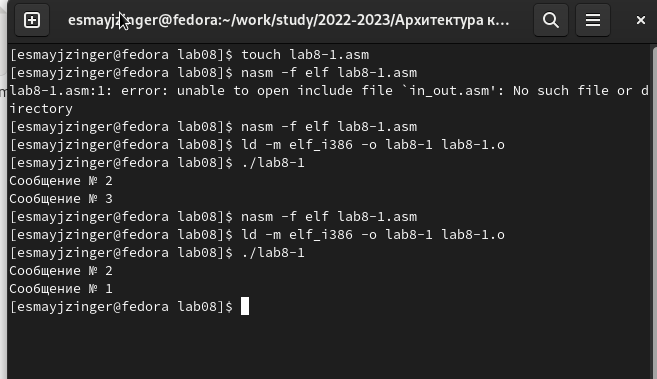 esmayjzinger@fedora:~/work/study/2022-2023/Архитектура к...
[esmayjzinger@fedora lab08]$ touch lab8-1.asm
[esmayjzinger@fedora lab08]$ nasm -f elf lab8-1.asm
lab8-1.asm:1: error: unable to open include file `in_out.asm': No such file or d
irectory
[esmayjzinger@fedora lab08]$ nasm -f elf lab8-1.asm
[esmayjzinger@fedora lab08]$ ld -m elf_i386 -o lab8-1 lab8-1.o
[esmayjzinger@fedora lab08]$ ./lab8-1
Сообщение № 2
Сообщение № 3
[esmayjzinger@fedora lab08]$ nasm -f elf lab8-1.asm
[esmayjzinger@fedora lab08]$ ld -m elf_i386 -o lab8-1 lab8-1.o
[esmayjzinger@fedora lab08]$ ./lab8-1
Сообщение № 2
Сообщение № 1
[esmayjzinger@fedora lab08]$